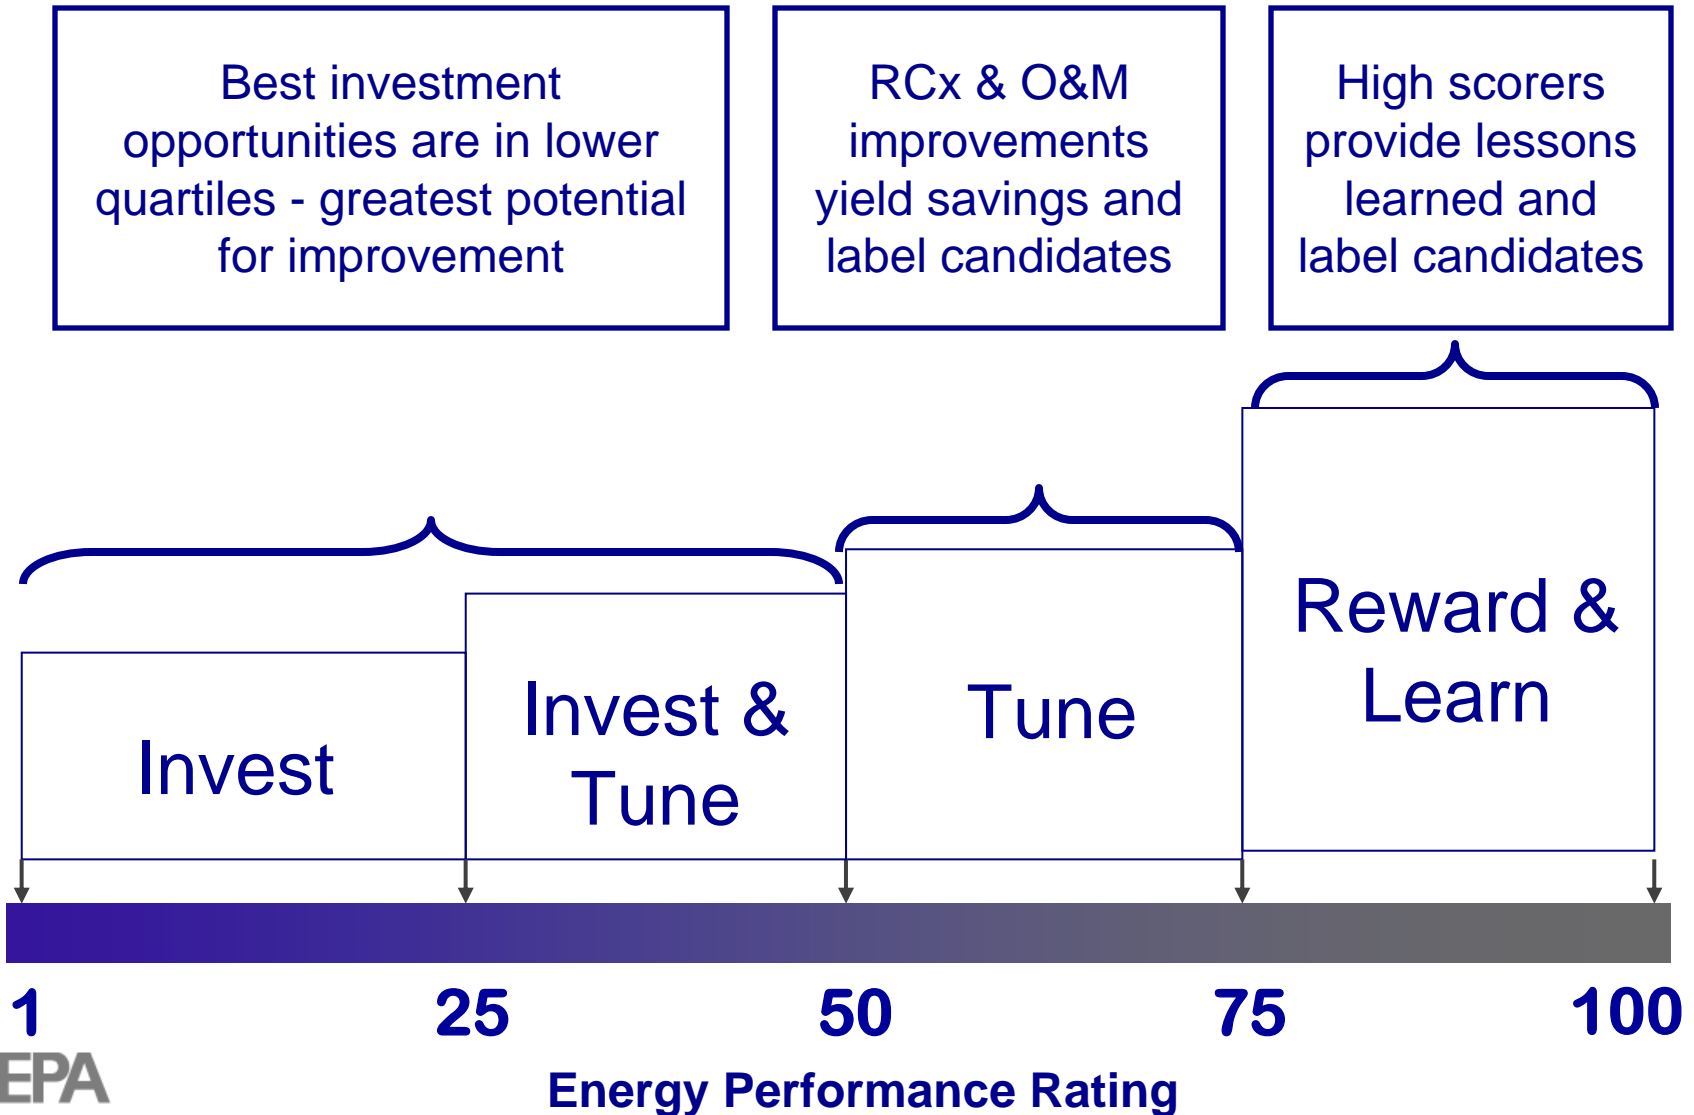 Best investment
opportunities are in lower
quartiles - greatest potential
for improvement
RCx & O&M
improvements
yield savings and
label candidates
High scorers
provide lessons
learned and
label candidates
Invest
Invest &
Tune
Tune
Reward &
Learn
1
25
50
75
100
EPA
Energy Performance Rating